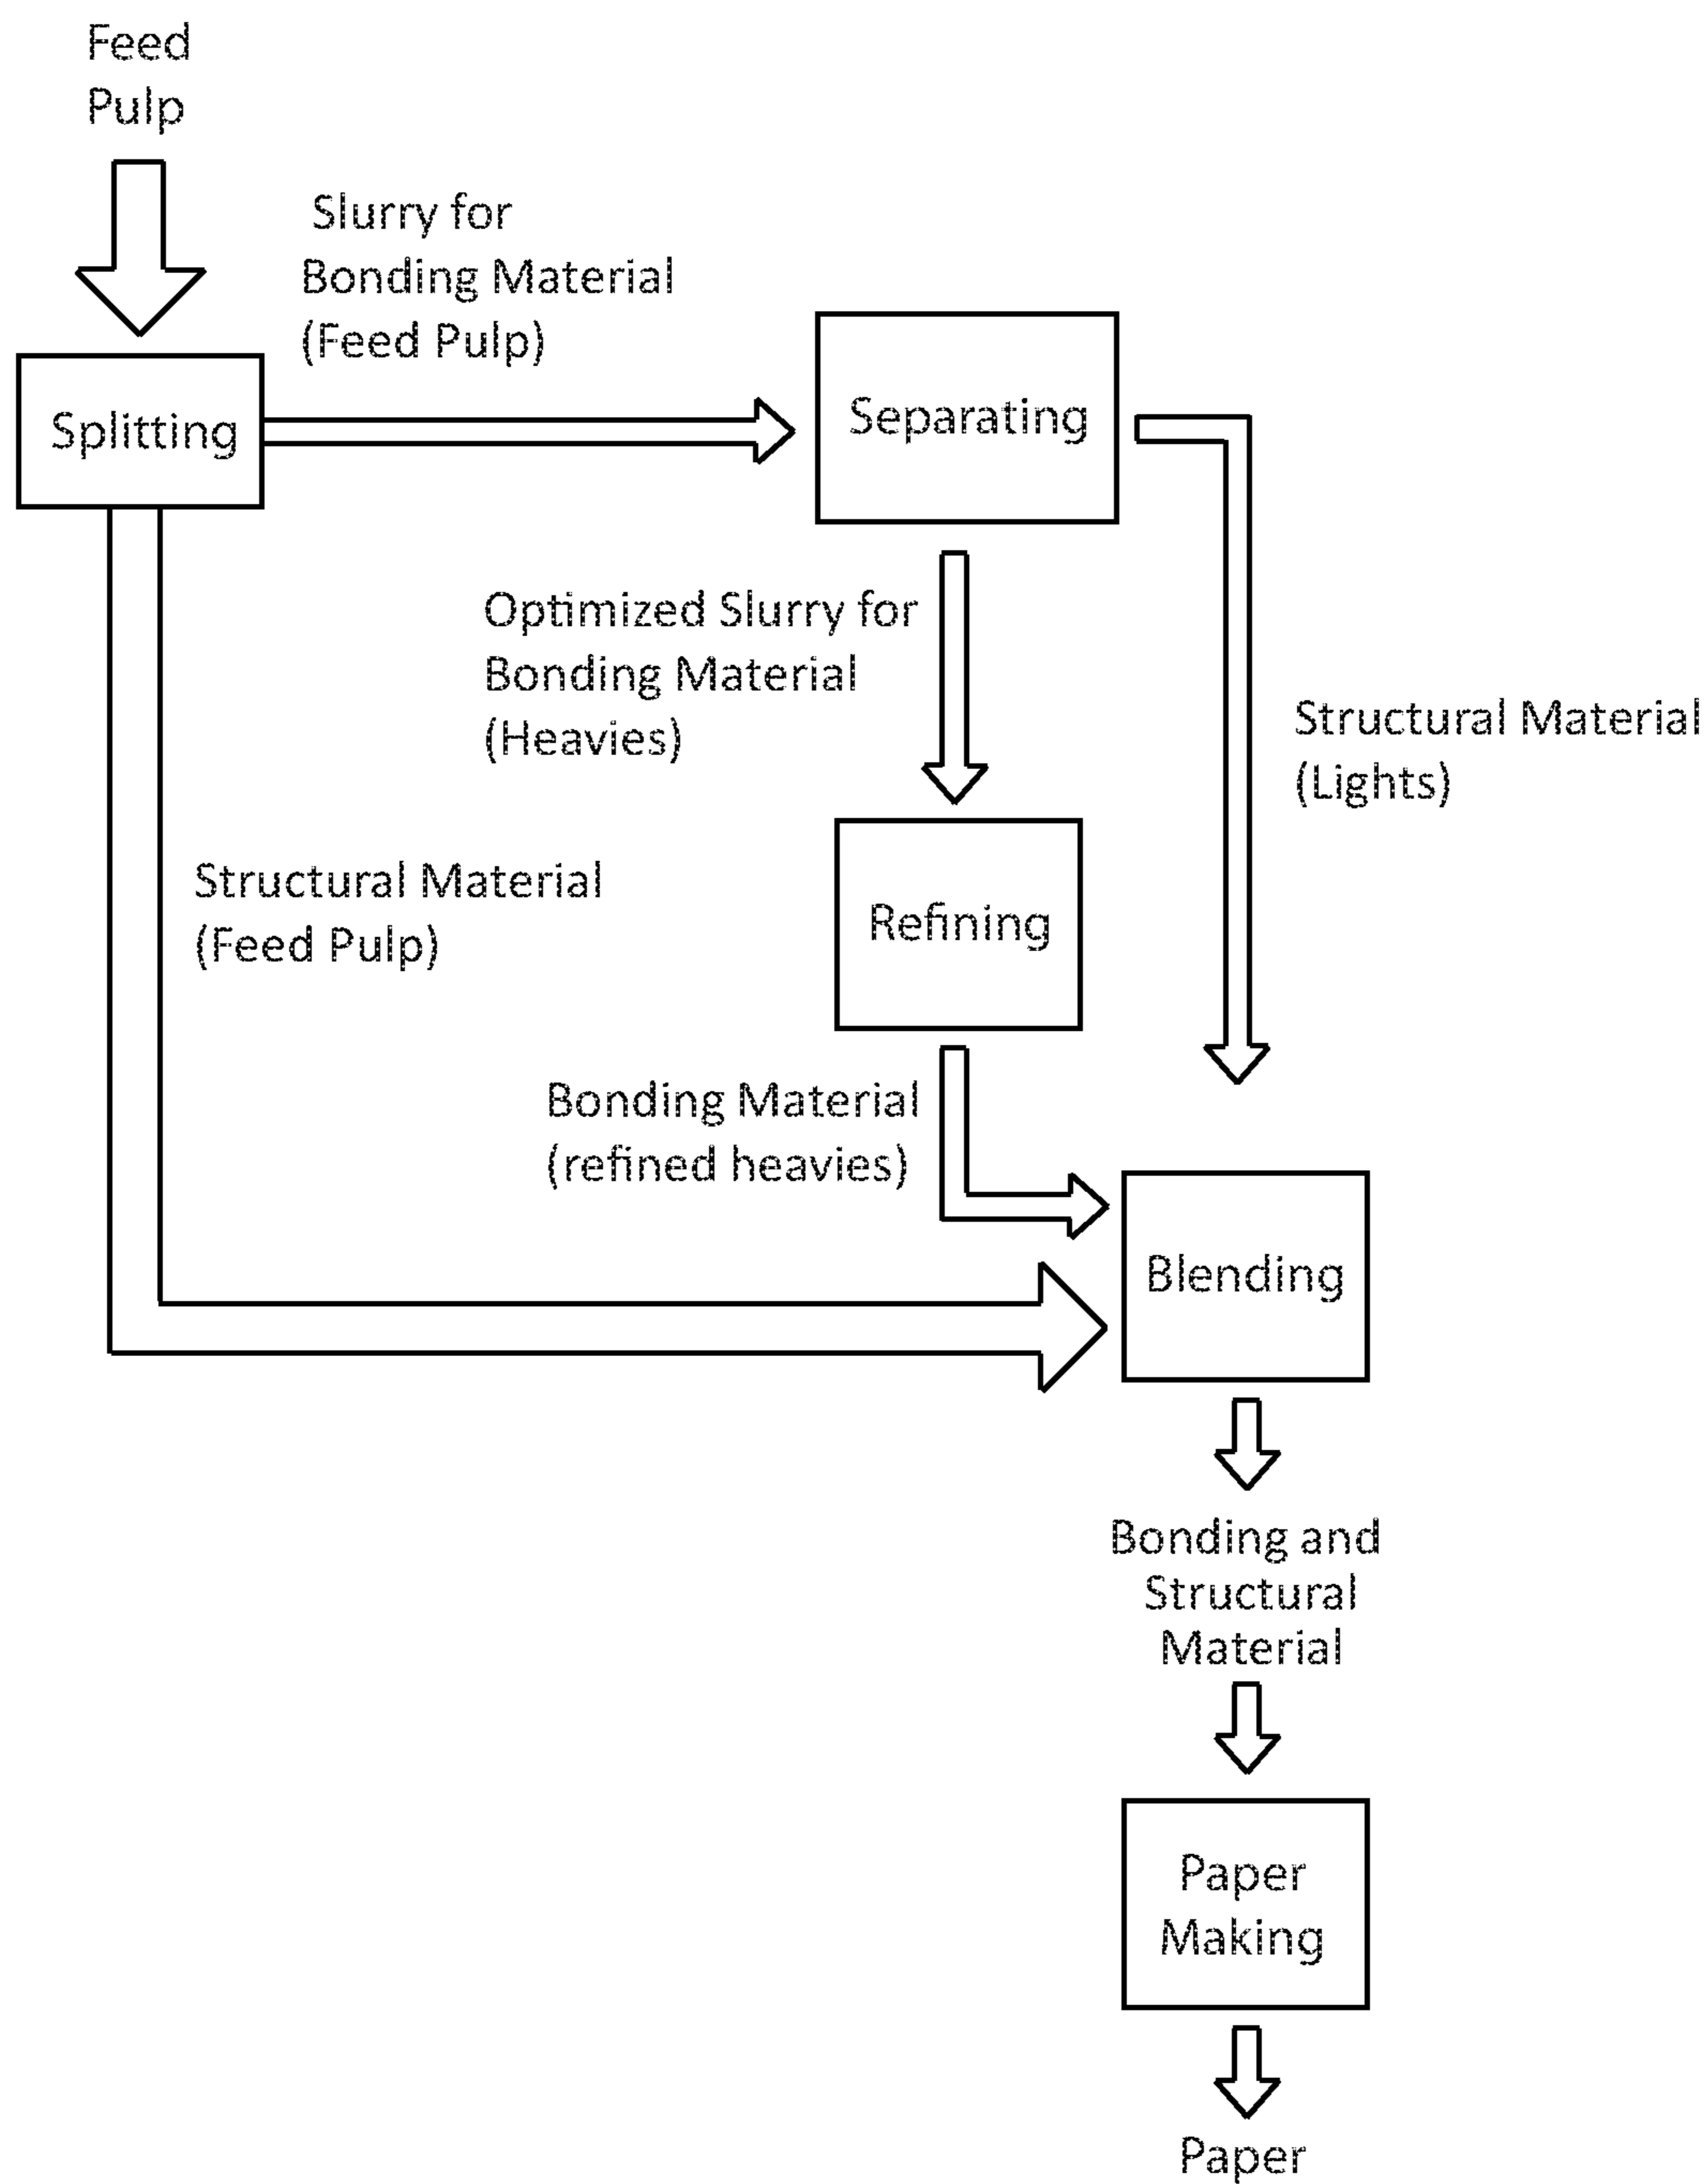 Feed
Pulp
Slurry for
Bonding Material
(Feed Pulp)
Splitting
Separating
Optimized Slurry for
Bonding Material
(Heavies)
Structural Material
(Lights)
Structural Material
(Feed Pulp)
Refining
Bonding Material
(refined heavies)
Blending
Bonding and
Structural
Material
Paper
Making
Paper